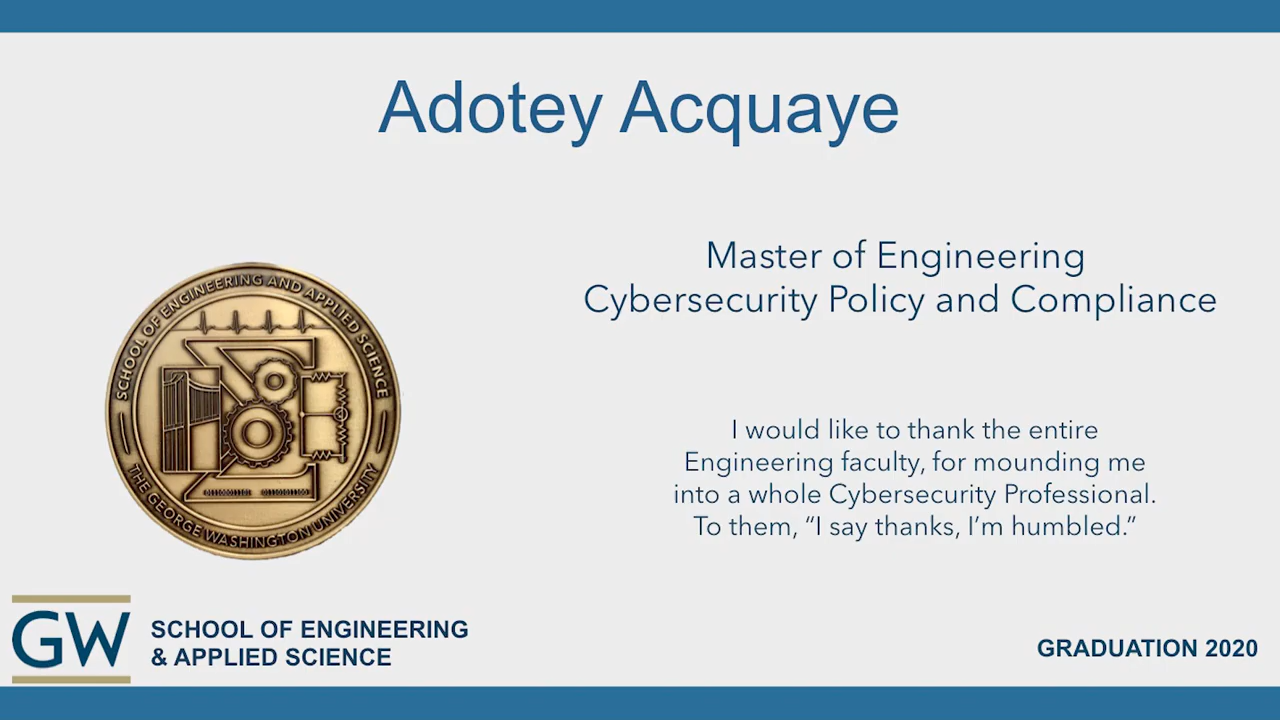 Adotey Acquaye
Master of Engineering
Cybersecurity Policy and Compliance
I would like to thank the entire
Engineering faculty, for mounding me
into a whole Cybersecurity Professional.
To them, “I say thanks, I’m humbled.”
SCHOOL OF ENGINEERING AND APPLIED SCIENCE
THE GEORGE WASHINGTON UNIVERSITY
GW
SCHOOL OF ENGINEERING
& APPLIED SCIENCE
GRADUATION 2020